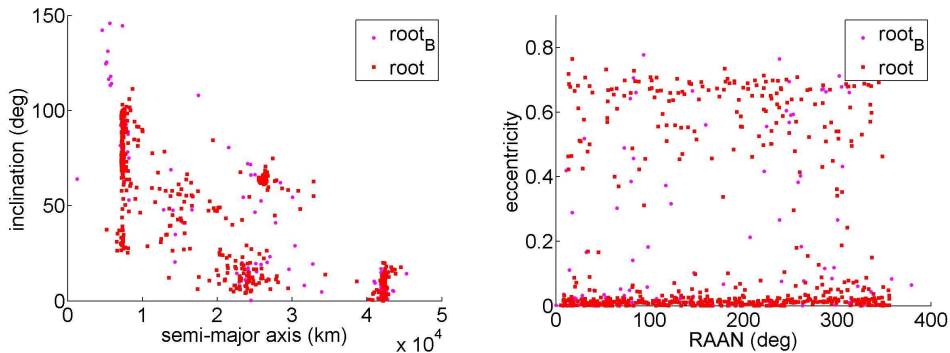 150
100
50
0
inclination (deg)
0 1 2 3 4 5
semi-major axis (km)
x 10^4
root_B
root
0.8
0.6
0.4
0.2
0
eccentricity
0 100 200 300 400
RAAN (deg)
root_B
root